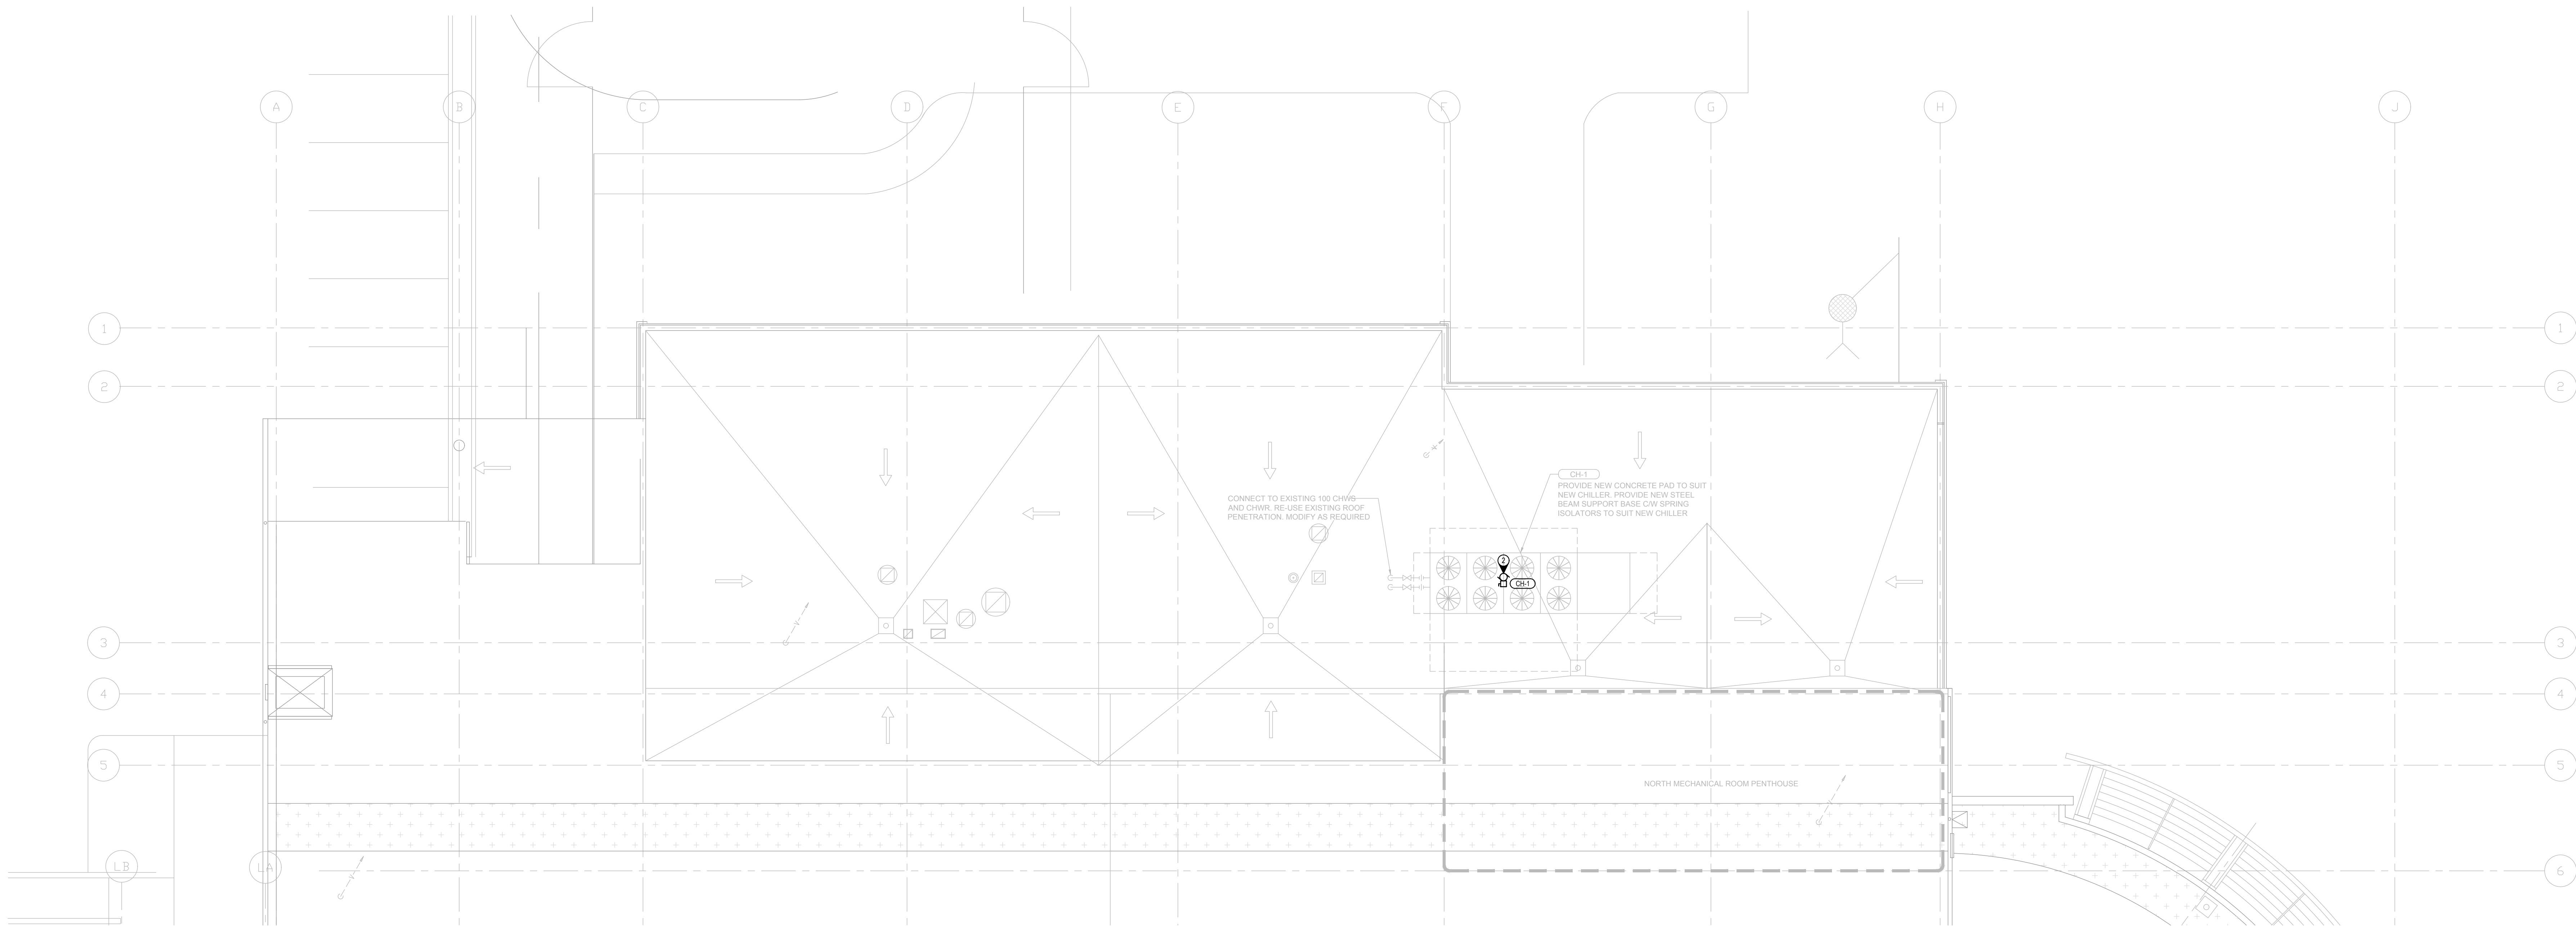 A
B
C
D
E
F
G
H
J
1
1
2
2
CH-1
PROVIDE NEW CONCRETE PAD TO SUIT
NEW CHILLER. PROVIDE NEW STEEL
BEAM SUPPORT BASE C/W SPRING
ISOLATORS TO SUIT NEW CHILLER
CONNECT TO EXISTING 100 CHWS
AND CHWR. RE-USE EXISTING ROOF
PENETRATION. MODIFY AS REQUIRED
2
CH-1
3
3
4
4
5
5
NORTH MECHANICAL ROOM PENTHOUSE
LB
LA
6